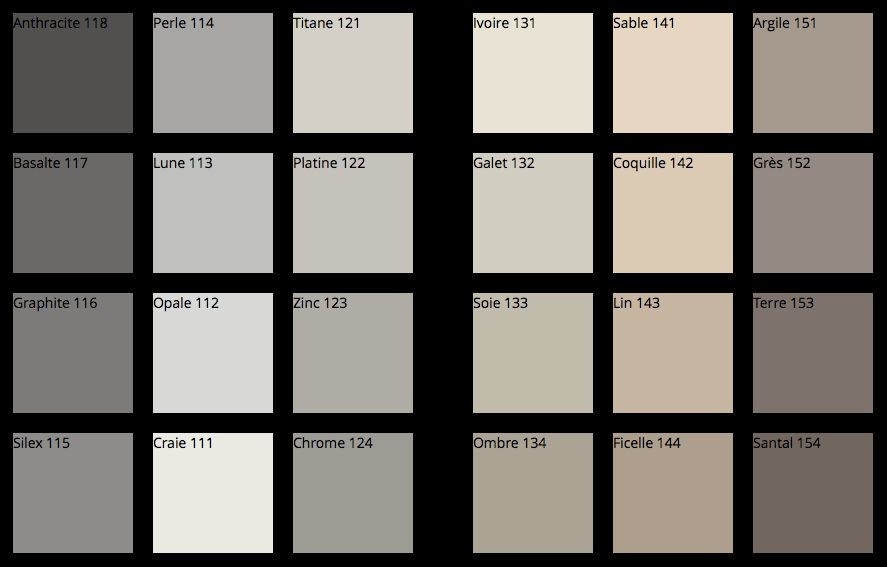 Anthracite 118
Perle 114
Titane 121
Ivoire 131
Sable 141
Argile 151
Basalte 117
Lune 113
Platine 122
Galet 132
Coquille 142
Grès 152
Graphite 116
Opale 112
Zinc 123
Soie 133
Lin 143
Terre 153
Silex 115
Craie 111
Chrome 124
Ombre 134
Ficelle 144
Santal 154